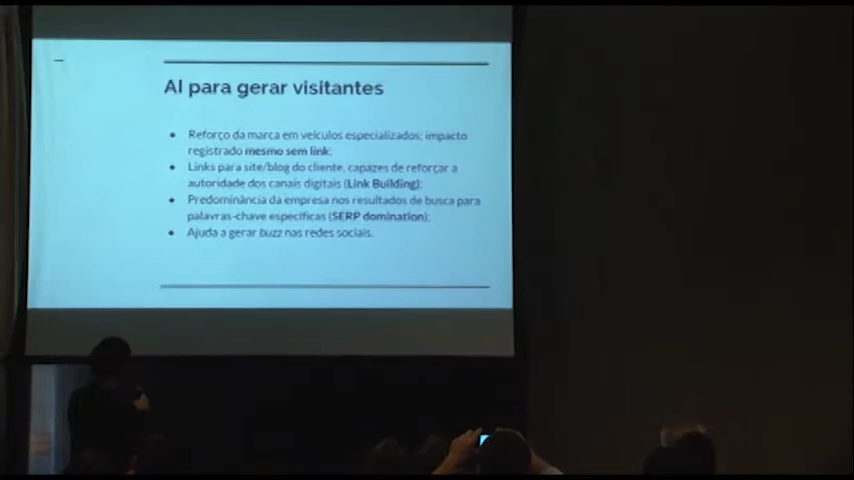 AI para gerar visitantes
Reforço da marca em veículos especializados; impacto
registrado mesmo sem link;
Links para site/blog do cliente, capazes de reforçar a
autoridade dos canais digitais (Link Building);
Predominância da empresa nos resultados de busca para
palavras-chave específicas (SERP domination);
Ajuda a gerar buzz nas redes sociais.